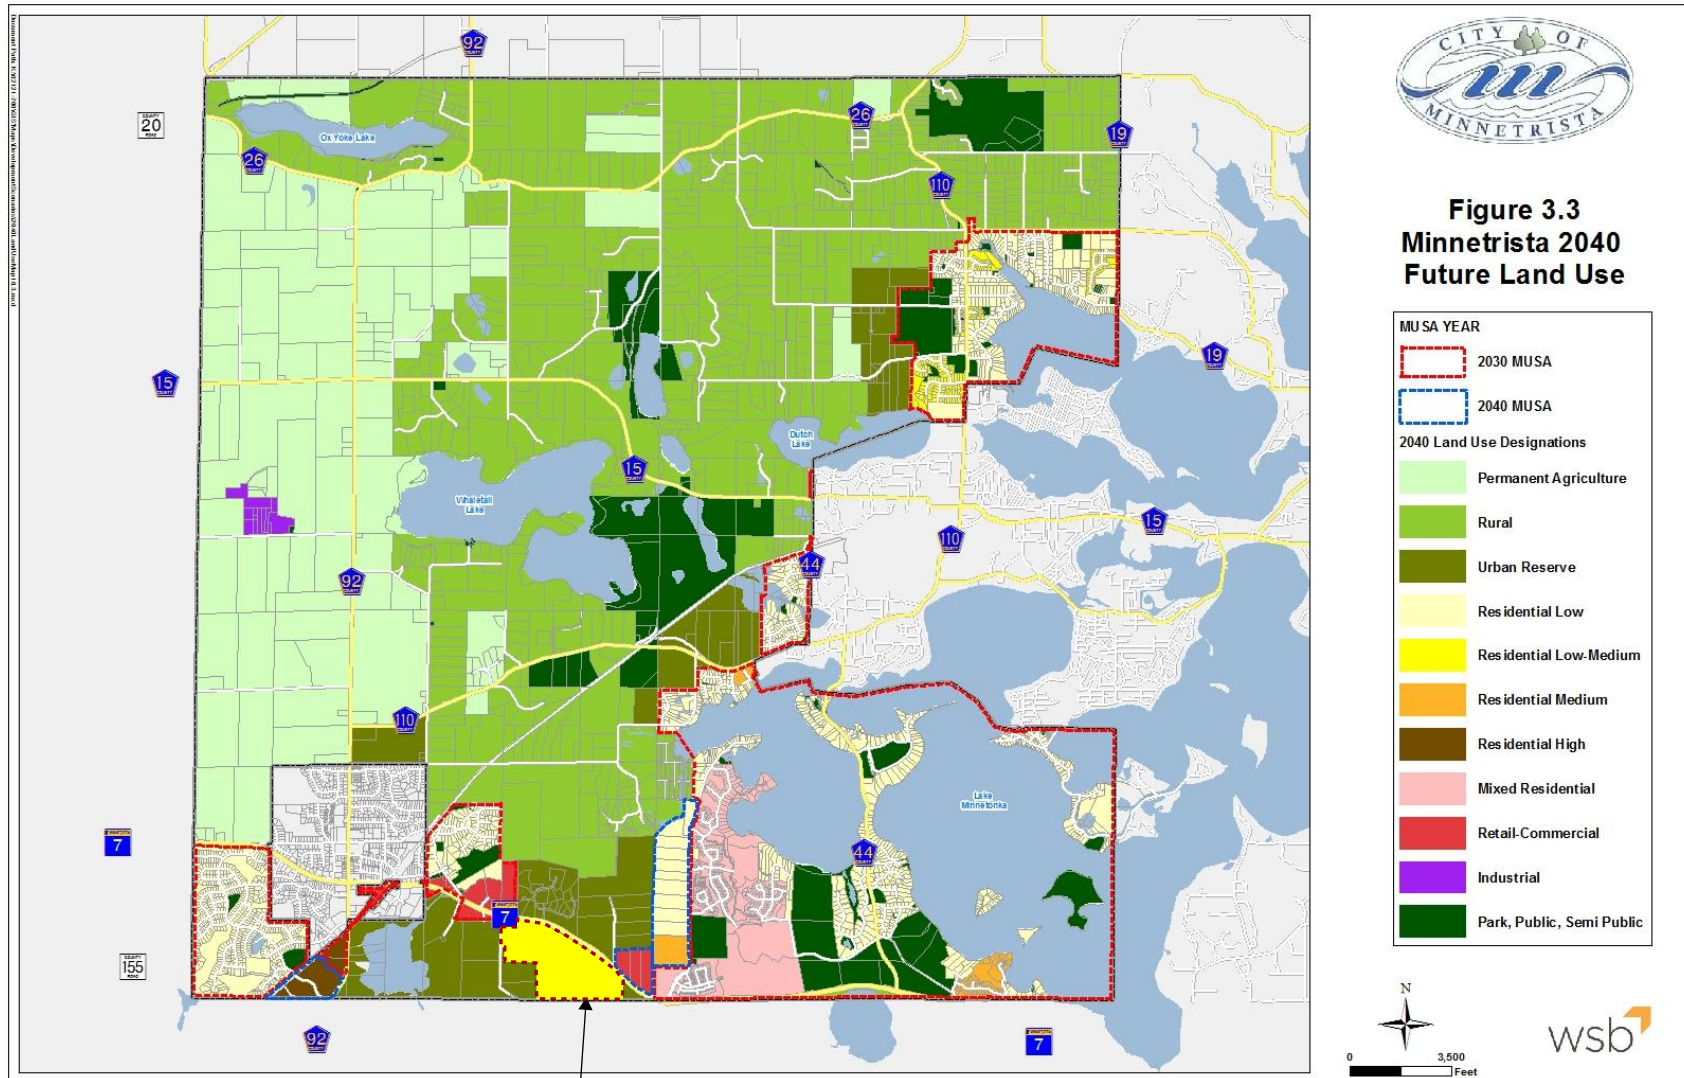 CITY OF
MINNETRISTA
Figure 3.3
Minnetrista 2040
Future Land Use
MUSA YEAR
2030 MUSA
2040 MUSA
2040 Land Use Designations
Permanent Agriculture
Rural
Urban Reserve
Residential Low
Residential Low-Medium
Residential Medium
Residential High
Mixed Residential
Retail-Commercial
Industrial
Park, Public, Semi Public
N
0 3,500
Feet
wsb
92
COUNTY
20
ROAD
26
19
Ox Yoke Lake
26
110
15
19
Dutch
Lake
15
Whaletail
Lake
15
110
44
92
110
Lake
Minnetonka
7
44
7
COUNTY
155
ROAD
92
7